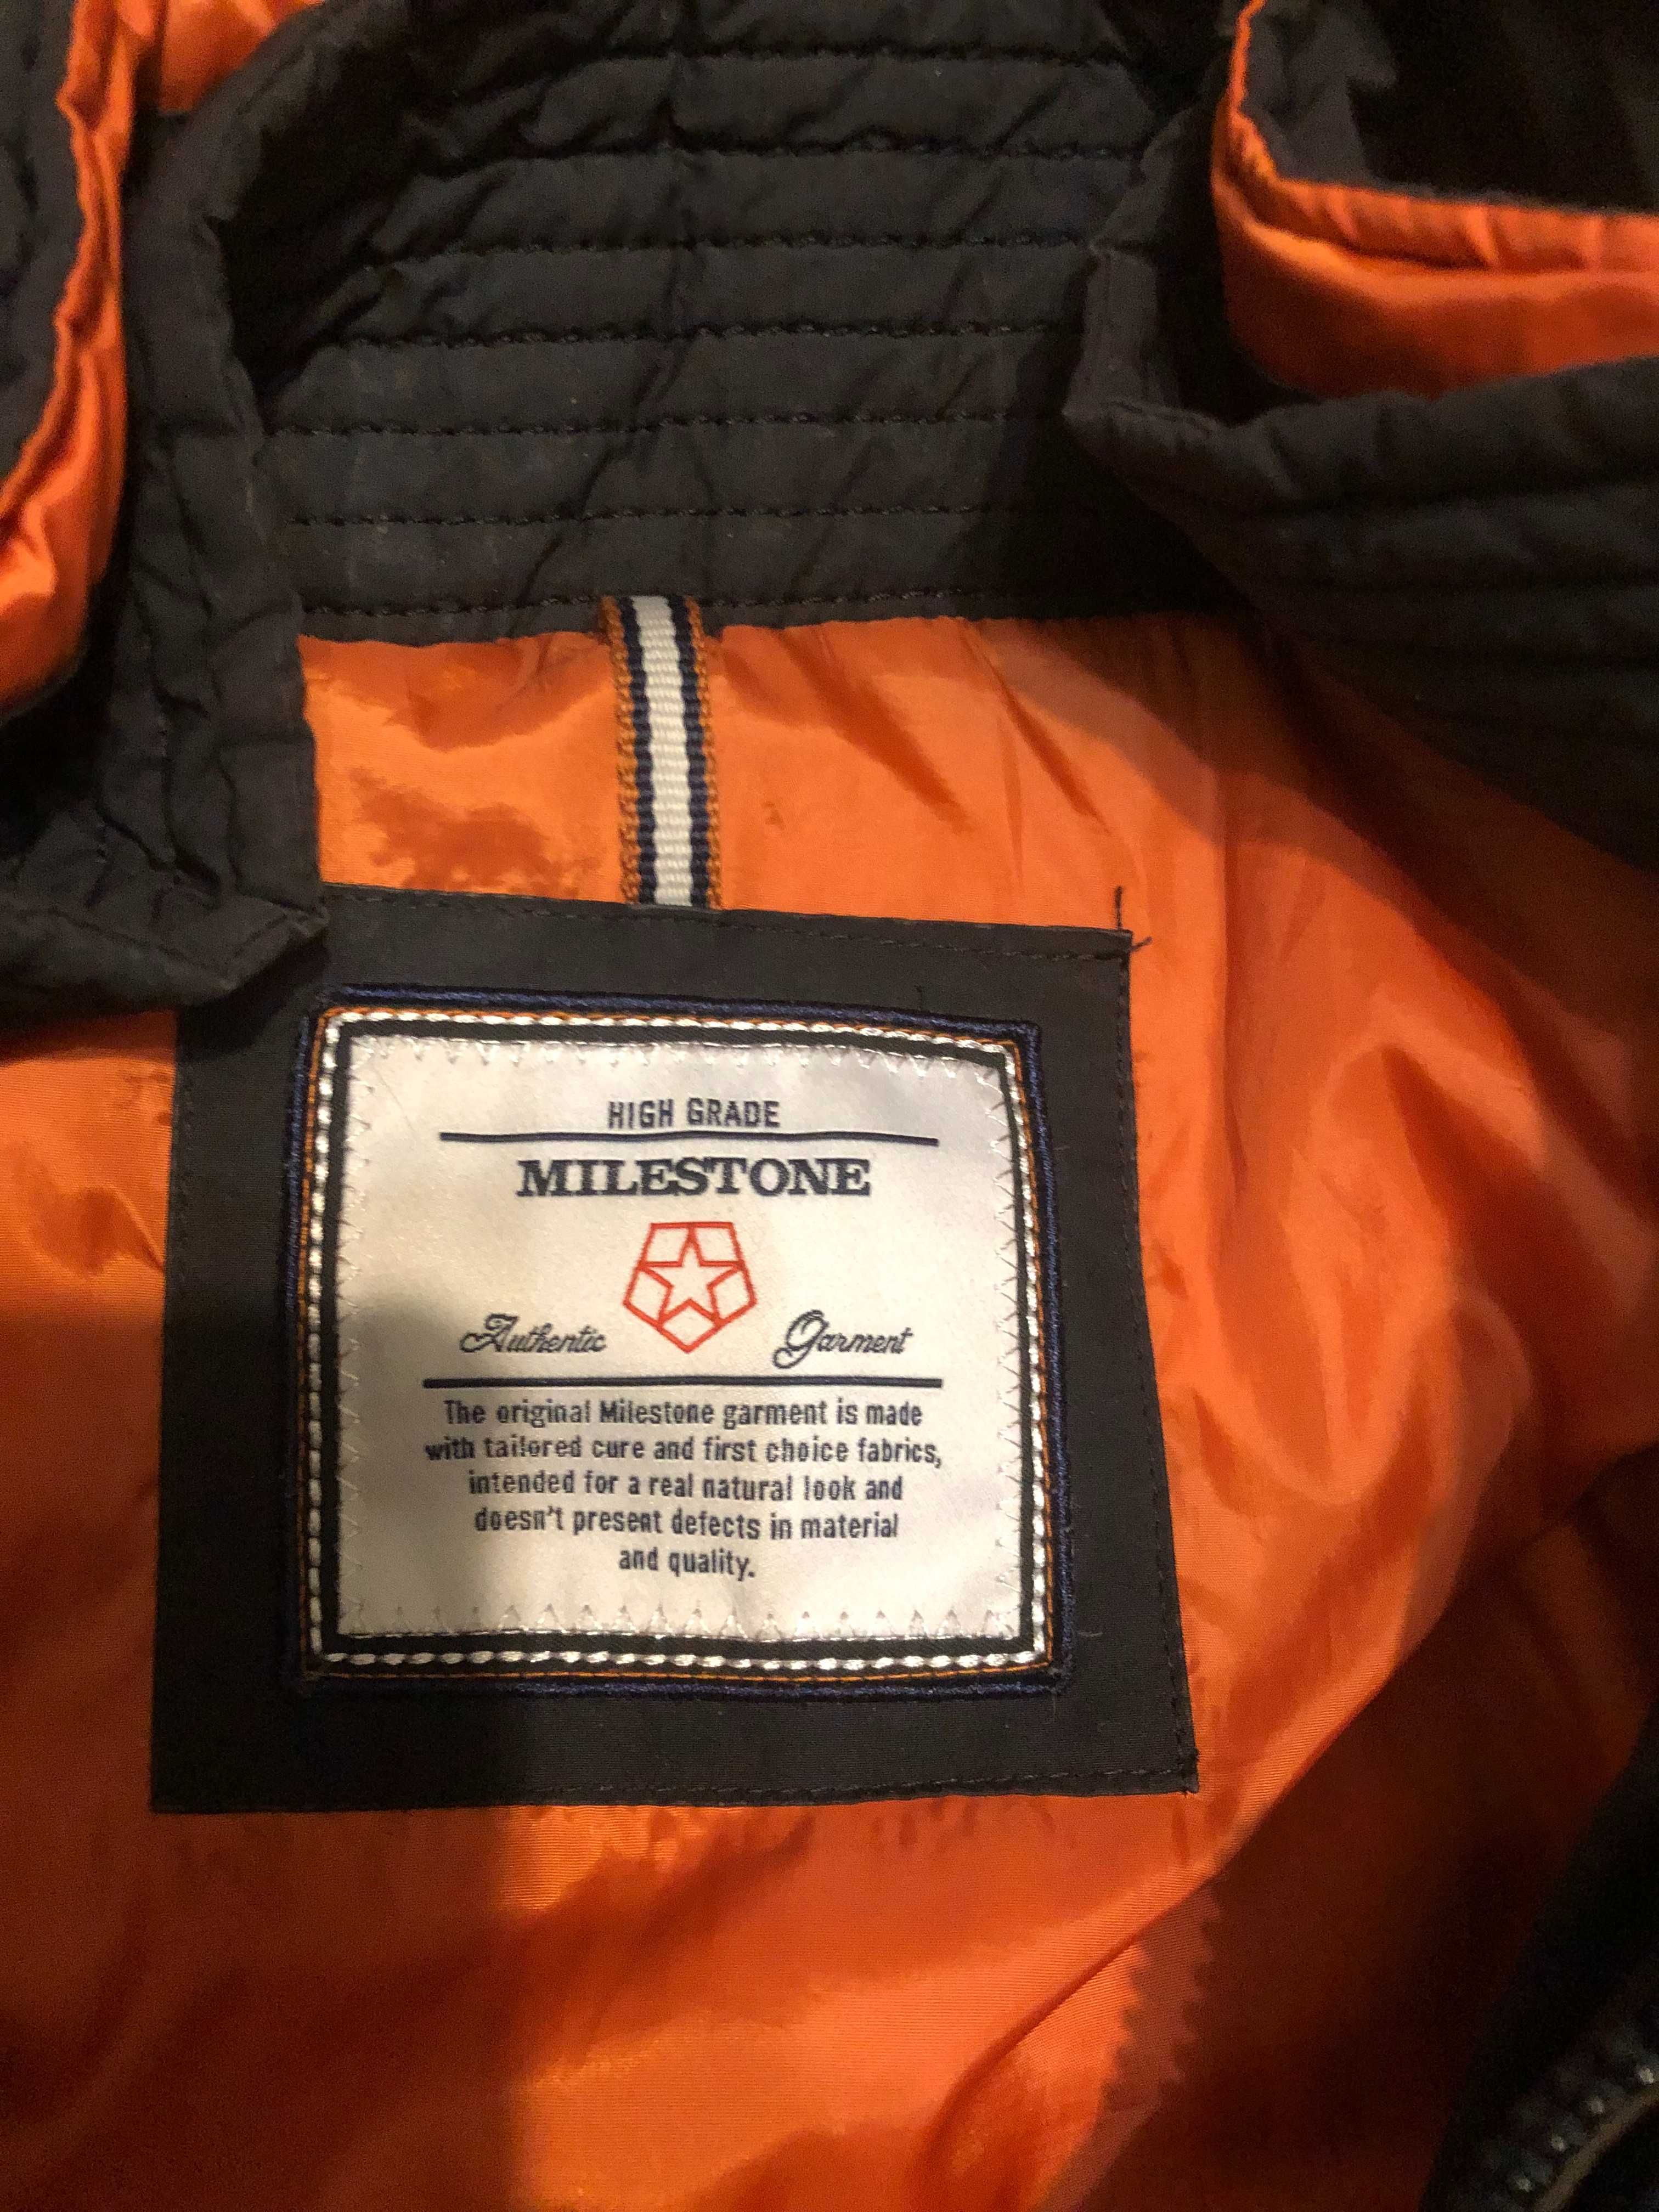 HIGH GRADE
MILESTONE
Authentic Garment
The original Milestone garment is made
with tailored cure and first choice fabrics,
intended for a real natural look and
doesn't present defects in material
and quality.